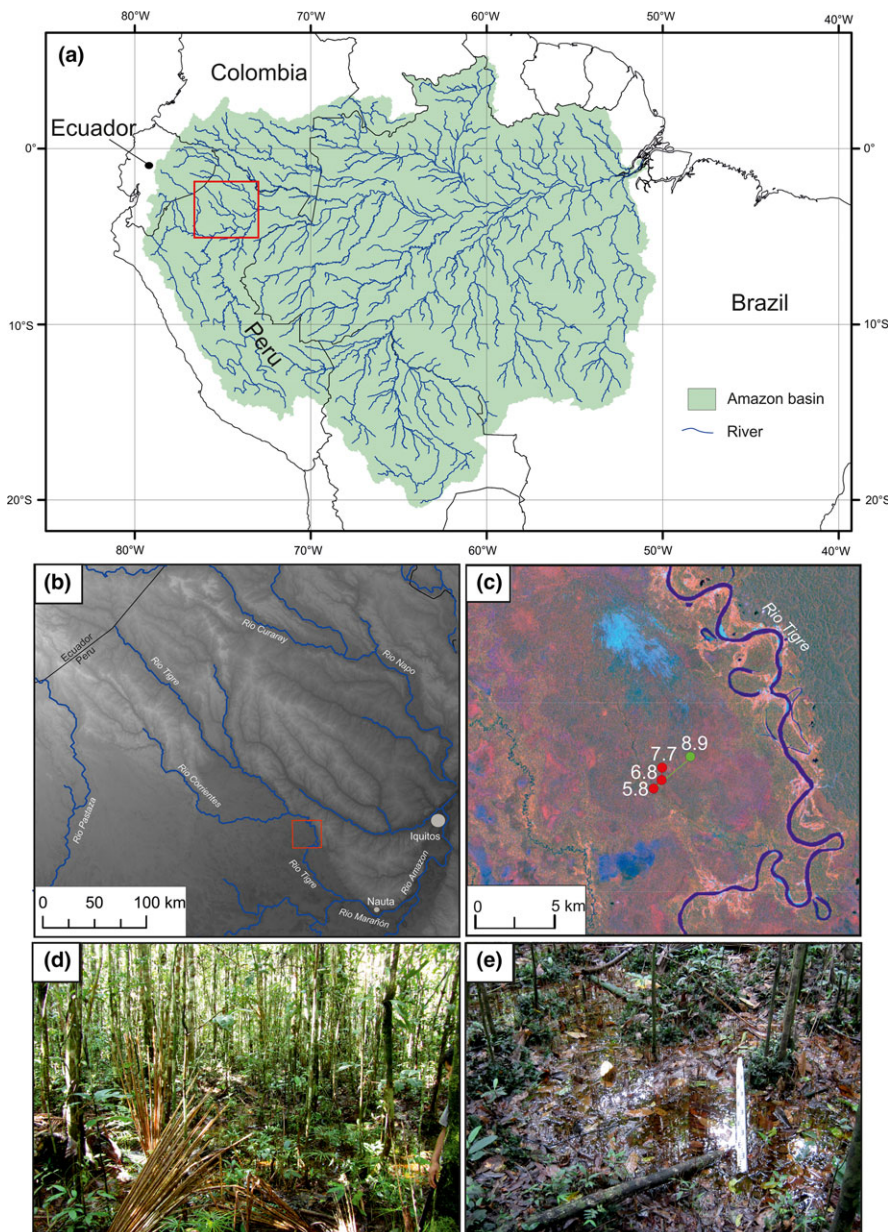 80°W 70°W 60°W 50°W 40°W
(a)
Colombia
Ecuador
0° 0°
Peru
Brazil
10°S 10°S
Amazon basin
River
20°S 20°S
80°W 70°W 60°W 50°W 40°W
(b)
Ecuador
Peru
Rio Curaray
Rio Napo
Rio Tigre
Rio Corrientes
Rio Pastaza
Iquitos
Rio Amazon
Rio Tigre
Nauta
Rio Marañón
0 50 100 km
(c)
Rio Tigre
7.7 8.9
6.8
5.8
0 5 km
(d)
(e)